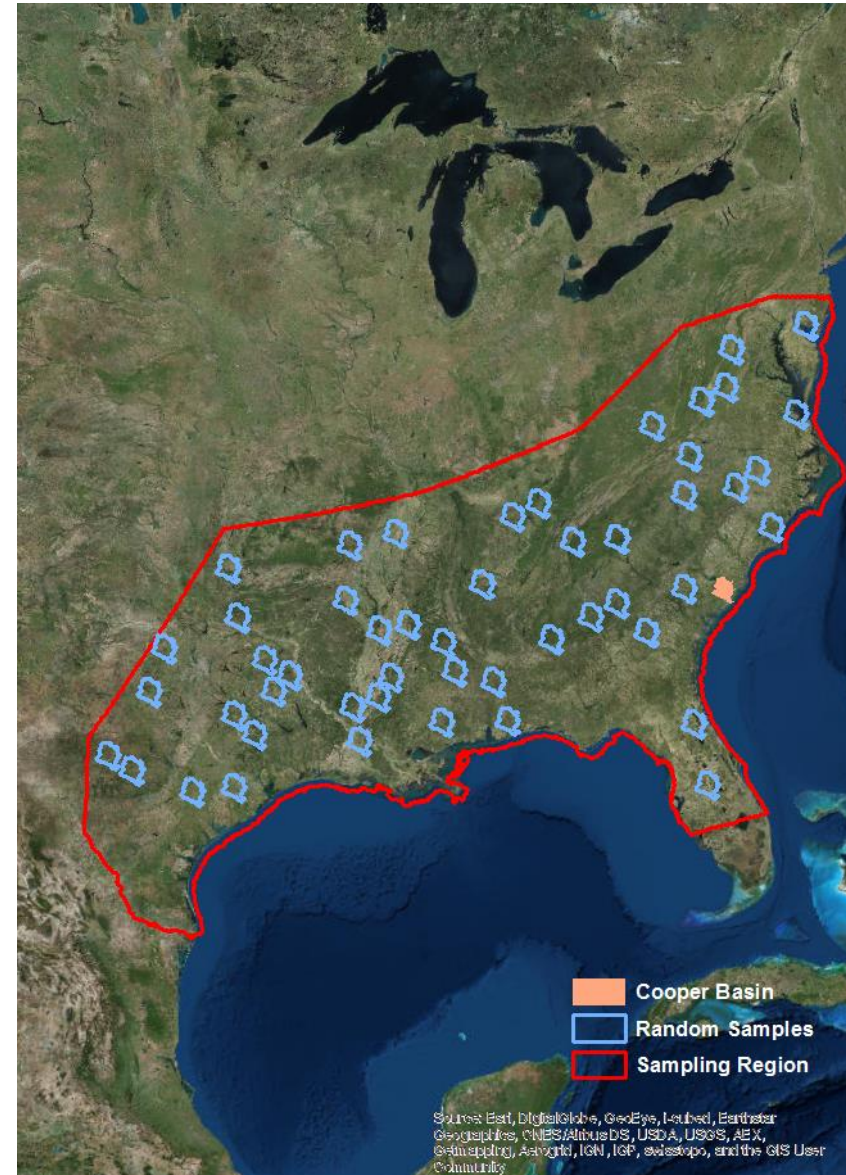 Cooper Basin
Random Samples
Sampling Region
Source: Esri, DigitalGlobe, GeoEye, i-cubed, Earthstar
Geographics, CNES/Airbus DS, USDA, USGS, AEX,
Getmapping, Aerogrid, IGN, IGP, swisstopo, and the GIS User
Community